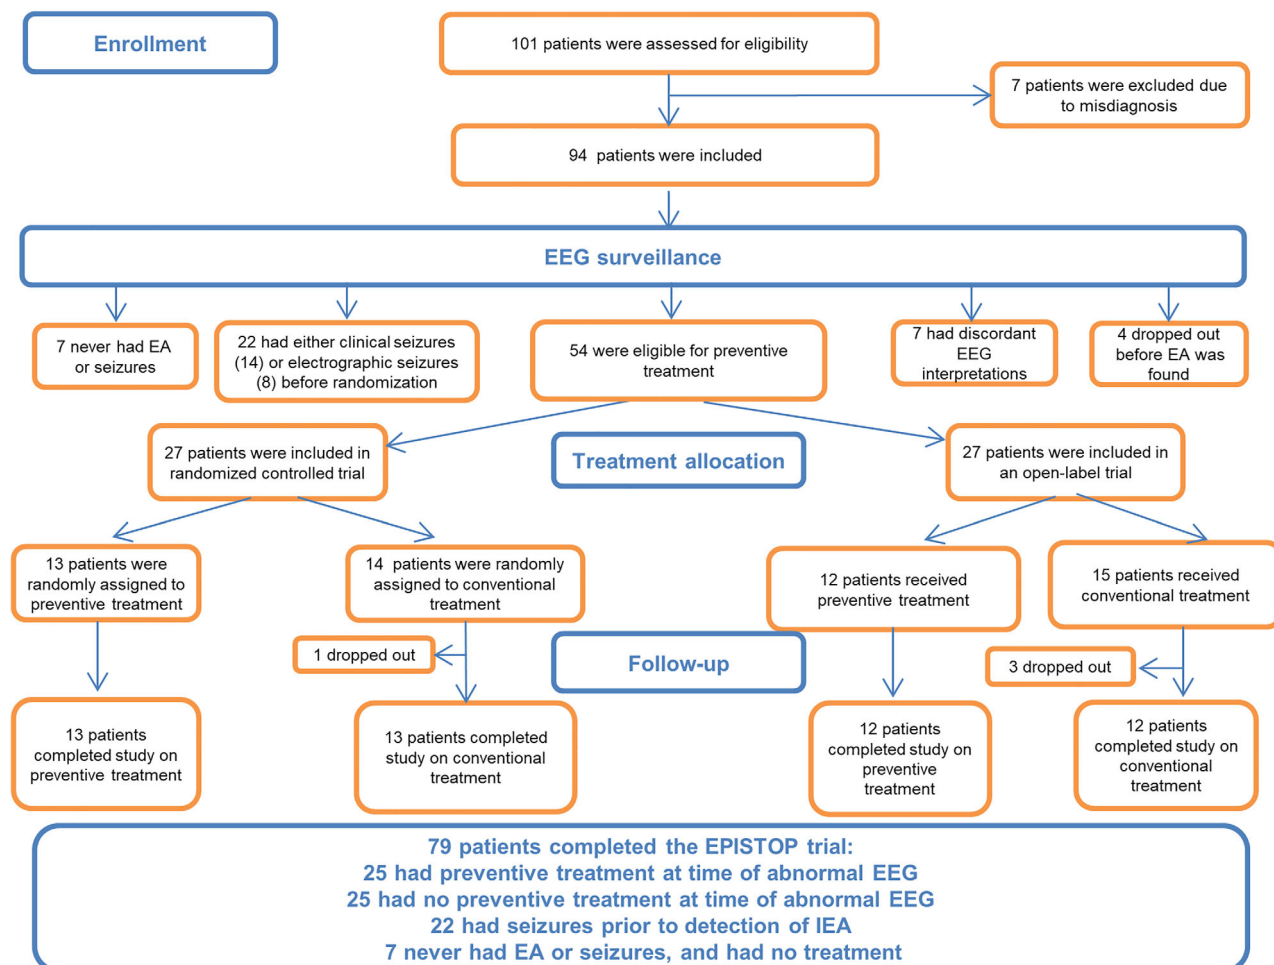 Enrollment
101 patients were assessed for eligibility
7 patients were excluded due
to misdiagnosis
94 patients were included
EEG surveillance
7 never had EA
or seizures
22 had either clinical seizures
(14) or electrographic seizures
(8) before randomization
54 were eligible for preventive
treatment
7 had discordant
EEG
interpretations
4 dropped out
before EA was
found
27 patients were included in
randomized controlled trial
Treatment allocation
27 patients were included in
an open-label trial
13 patients were
randomly assigned to
preventive treatment
14 patients were randomly
assigned to conventional
treatment
12 patients received
preventive treatment
15 patients received
conventional treatment
1 dropped out
Follow-up
3 dropped out
13 patients
completed study on
preventive treatment
13 patients completed
study on conventional
treatment
12 patients
completed study on
preventive
treatment
12 patients
completed study on
conventional
treatment
79 patients completed the EPISTOP trial:
25 had preventive treatment at time of abnormal EEG
25 had no preventive treatment at time of abnormal EEG
22 had seizures prior to detection of IEA
7 never had EA or seizures, and had no treatment